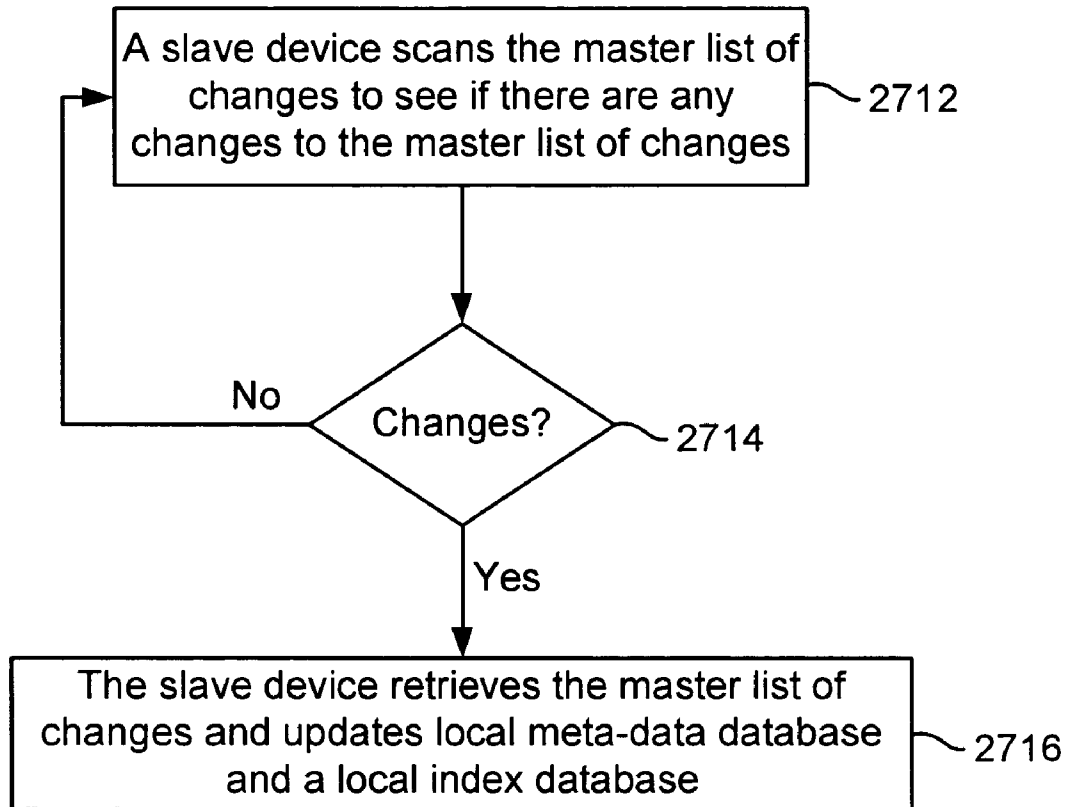 A slave device scans the master list of
changes to see if there are any
changes to the master list of changes
2712
Changes?
2714
No
Yes
The slave device retrieves the master list of
changes and updates local meta-data database
and a local index database
2716